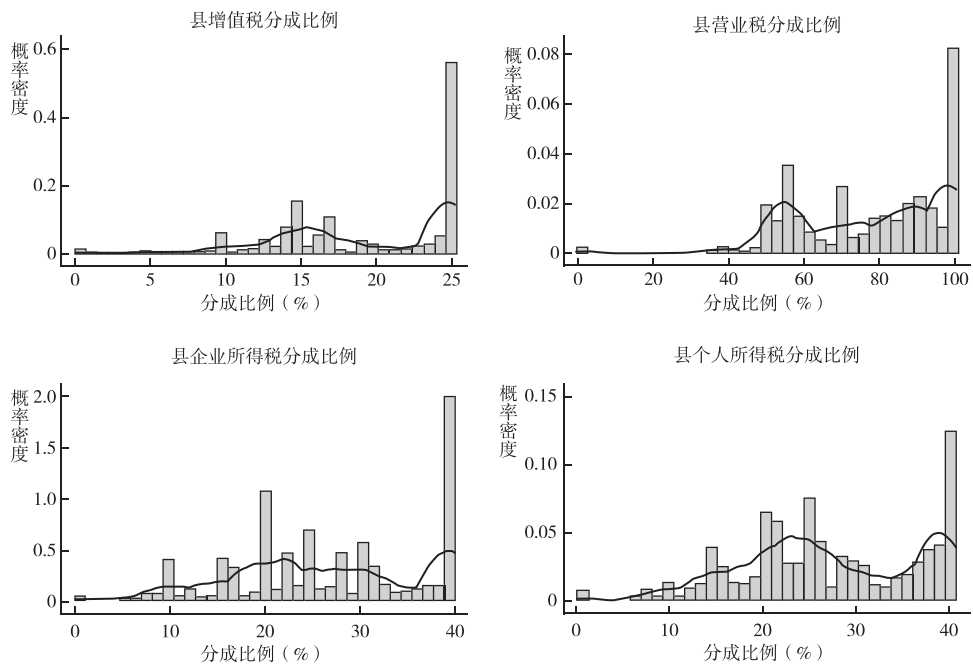 县增值税分成比例
概率密度
0.6
0.4
0.2
0
0 5 10 15 20 25
分成比例（%）
县营业税分成比例
概率密度
0.08
0.06
0.04
0.02
0
0 20 40 60 80 100
分成比例（%）
县企业所得税分成比例
概率密度
2.0
1.5
1.0
0.5
0
0 10 20 30 40
分成比例（%）
县个人所得税分成比例
概率密度
0.15
0.10
0.05
0
0 10 20 30 40
分成比例（%）